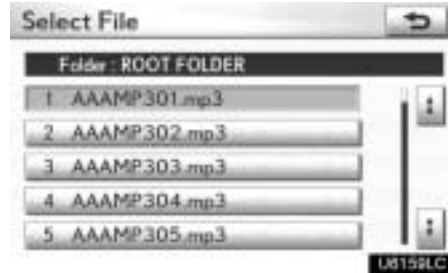 Select File
Folder : ROOT FOLDER
1 AAAMP301.mp3
2 AAAMP302.mp3
3 AAAMP303.mp3
4 AAAMP304.mp3
5 AAAMP305.mp3
U6159LC